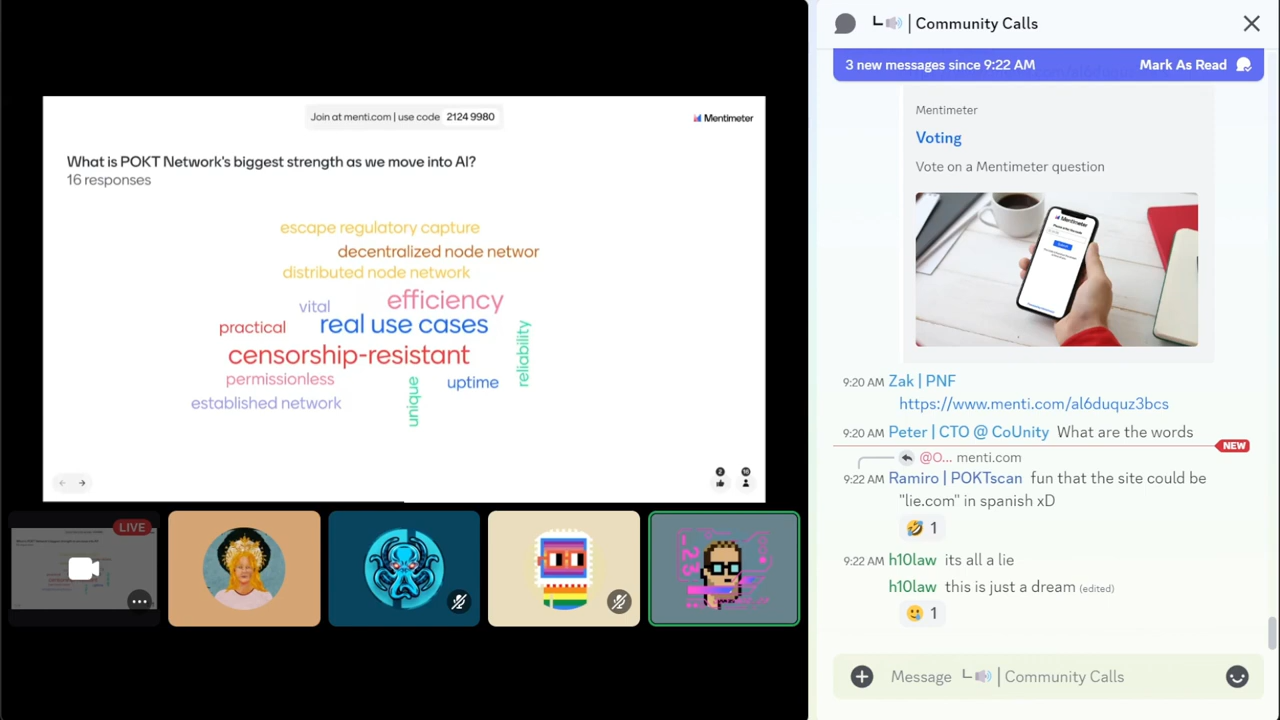 Join at menti.com | use code 2124 9980
Mentimeter
What is POKT Network's biggest strength as we move into AI?
16 responses
escape regulatory capture
decentralized node networ
distributed node network
efficiency
vital
real use cases
practical
reliability
censorship-resistant
permissionless
unique
uptime
established network
LIVE
Community Calls
3 new messages since 9:22 AM
Mark As Read
Mentimeter
Voting
Vote on a Mentimeter question
Mentimeter
9:20 AM Zak | PNF
https://www.menti.com/al6duquz3bcs
9:20 AM Peter | CTO @ CoUnity What are the words
NEW
@O... menti.com
9:22 AM Ramiro | POKTscan fun that the site could be
"lie.com" in spanish xD
1
9:22 AM h10law its all a lie
h10law this is just a dream (edited)
1
Message | Community Calls